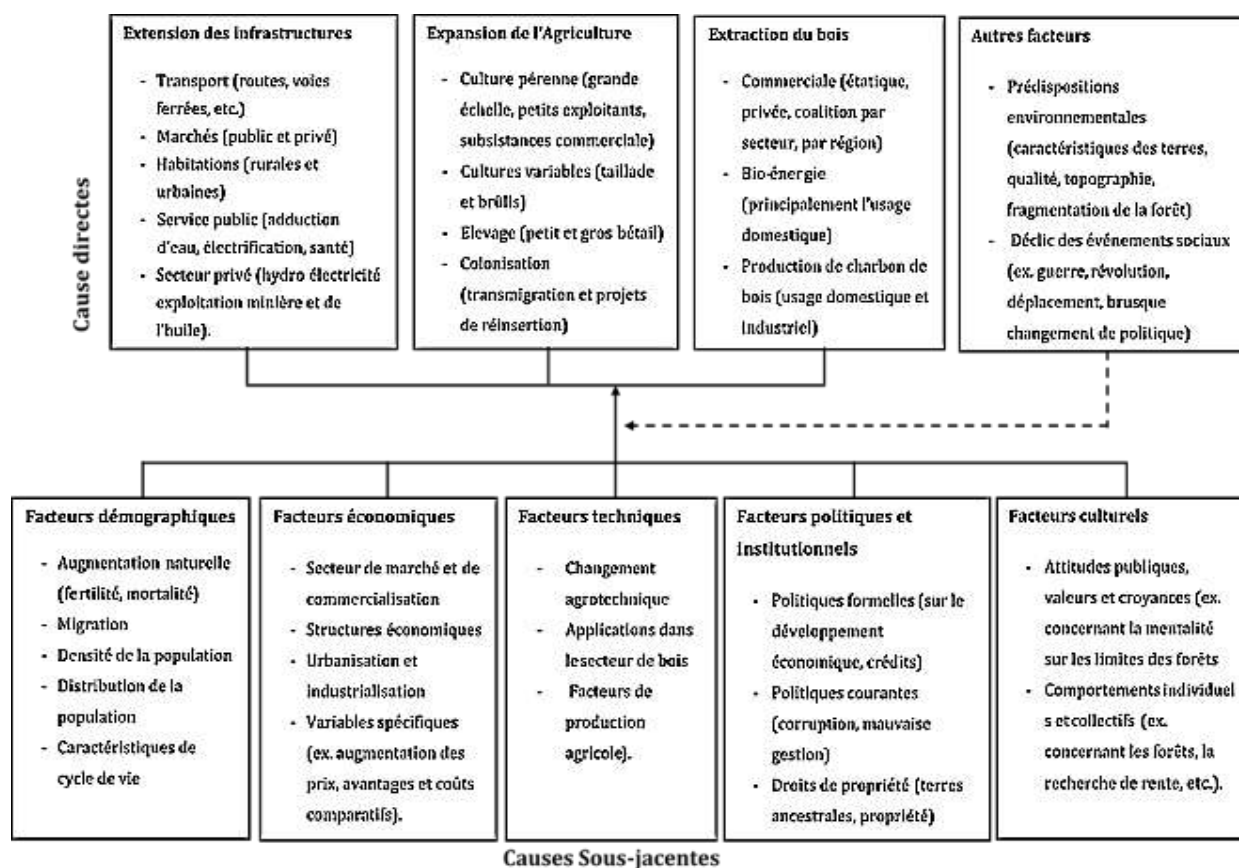 Cause directes
Extension des infrastructures
- Transport (routes, voies
ferrées, etc.)
- Marchés (public et privé)
- Habitations (rurales et
urbaines)
- Service public (adduction
d'eau, électrification, santé)
- Secteur privé (hydro électricité
exploitation minière et de
l'huile).
Expansion de l'Agriculture
- Culture pérenne (grande
échelle, petits exploitants,
subsistances commerciale)
- Cultures variables (taillade
et brûlls)
- Elevage (petit et gros bétail)
- Colonisation
(transmigration et projets
de réinsertion)
Extraction du bois
- Commerciale (étatique,
privée, coalition par
secteur, par région)
- Bio-énergie
(principalement l'usage
domestique)
- Production de charbon de
bois (usage domestique et
industriel)
Autres facteurs
- Prédispositions
environnementales
(caractéristiques des terres,
qualité, topographie,
fragmentation de la forêt)
- Déclic des événements sociaux
(ex. guerre, révolution,
déplacement, brusque
changement de politique)
Facteurs démographiques
- Augmentation naturelle
(fertilité, mortalité)
- Migration
- Densité de la population
- Distribution de la
population
- Caractéristiques de
cycle de vie
Facteurs économiques
- Secteur de marché et de
commercialisation
- Structures économiques
- Urbanisation et
industrialisation
- Variables spécifiques
(ex. augmentation des
prix, avantages et coûts
comparatifs).
Facteurs techniques
- Changement
agrotechnique
- Applications dans
lesecteur de bois
- Facteurs de
production
agricole).
Facteurs politiques et
institutionnels
- Politiques formelles (sur le
développement
économique, crédits)
- Politiques courantes
(corruption, mauvaise
gestion)
- Droits de propriété (terres
ancestrales, propriété)
Facteurs culturels
- Attitudes publiques,
valeurs et croyances (ex.
concernant la mentalité
sur les limites des forêts
- Comportements individuel
s et collectifs (ex.
concernant les forêts, la
recherche de rente, etc.).
Causes Sous-jacentes